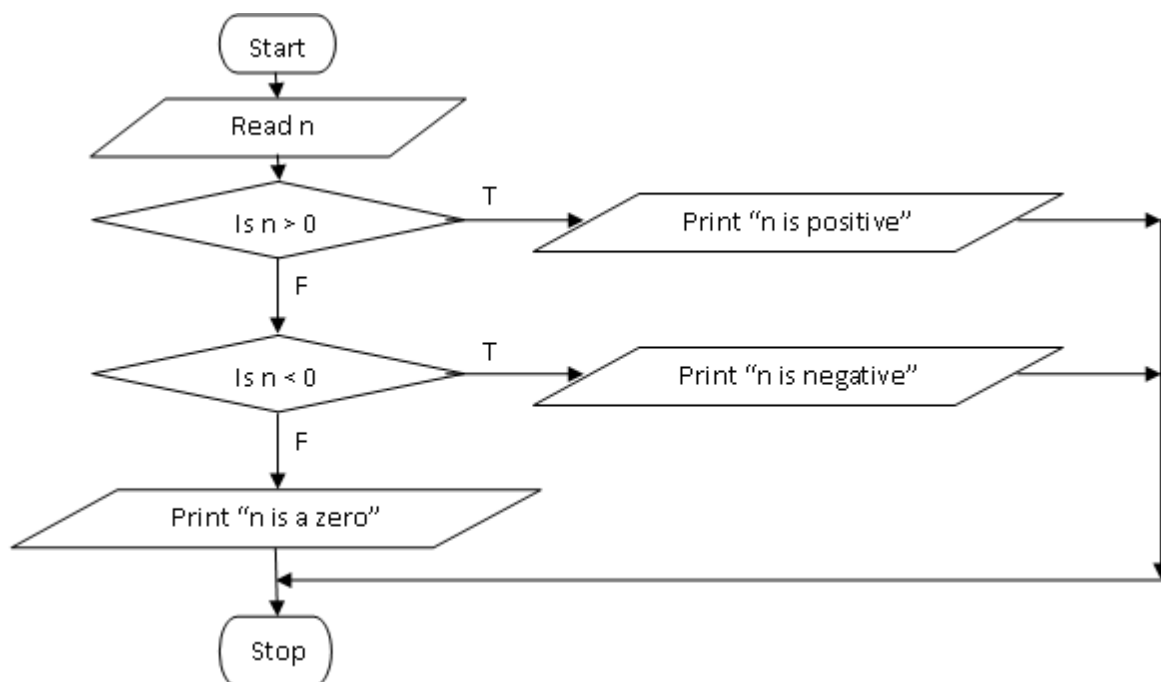 Start
Read n
Is n > 0
T
Print “n is positive”
F
Is n < 0
T
Print “n is negative”
F
Print “n is a zero”
Stop